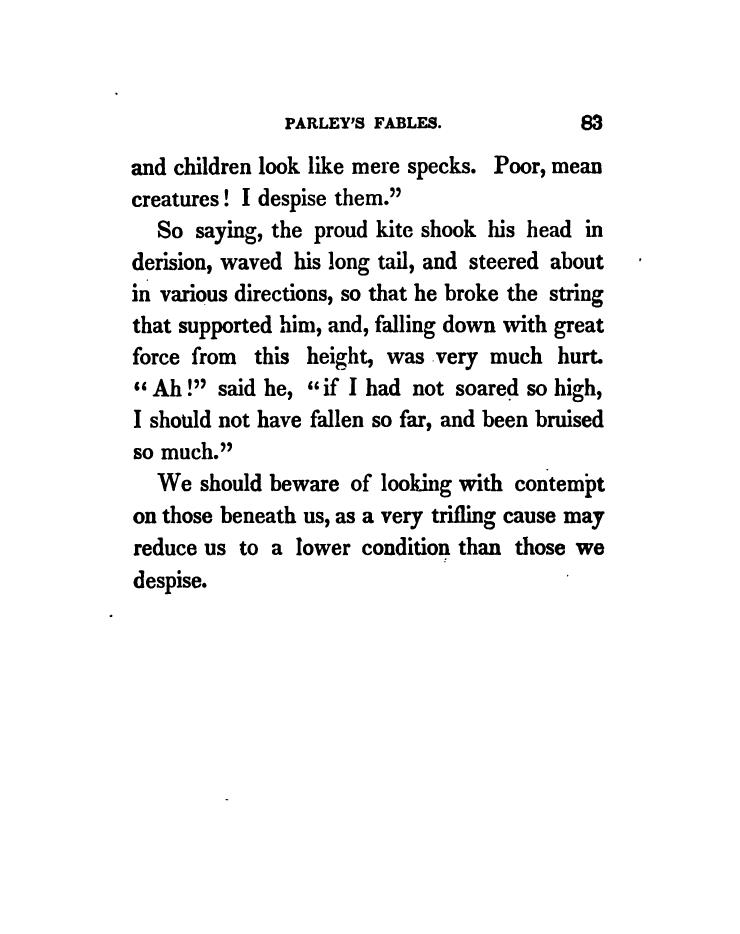 PARLEY'S FABLES. 83
and children look like mere specks. Poor, mean
creatures! I despise them.”
So saying, the proud kite shook his head in
derision, waved his long tail, and steered about
in various directions, so that he broke the string
that supported him, and, falling down with great
force from this height, was very much hurt.
“Ah!” said he, “if I had not soared so high,
I should not have fallen so far, and been bruised
so much.”
We should beware of looking with contempt
on those beneath us, as a very trifling cause may
reduce us to a lower condition than those we
despise.